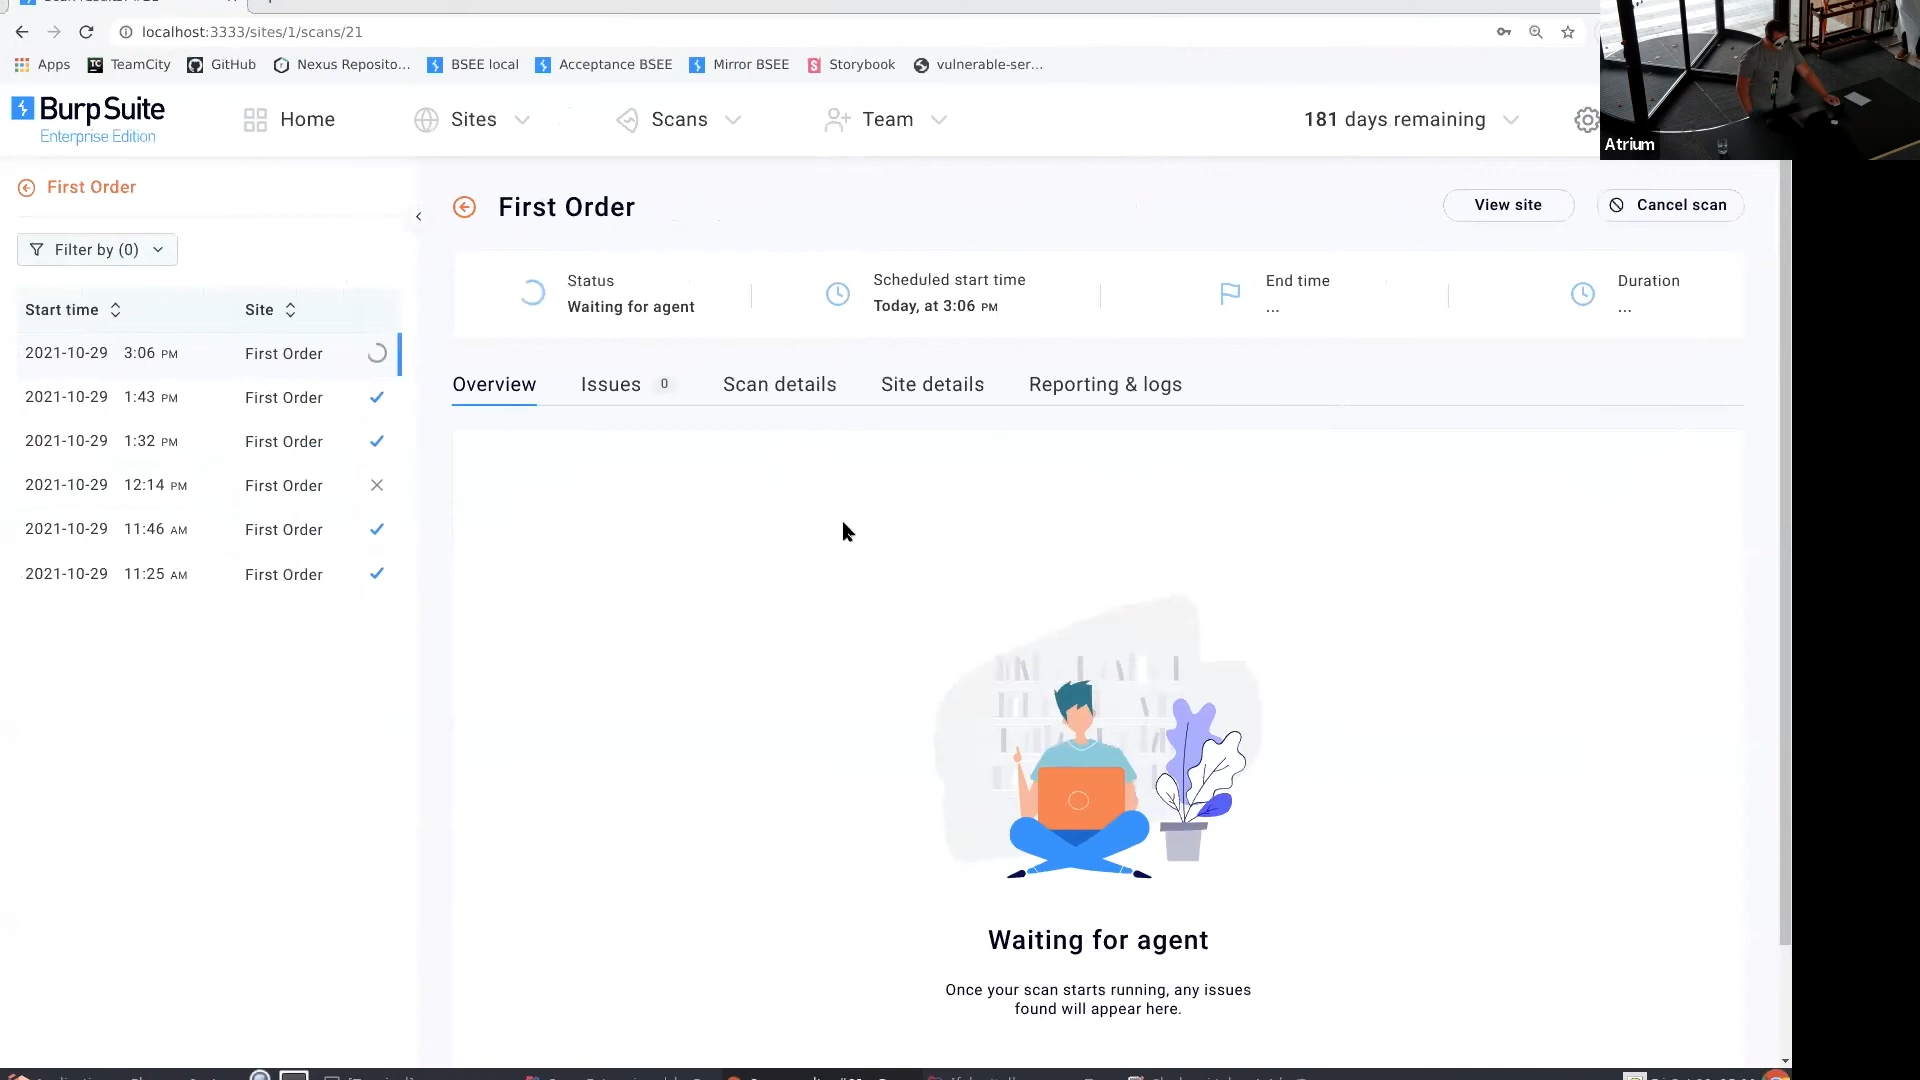 localhost:3333/sites/1/scans/21
Apps TeamCity GitHub Nexus Reposito... BSEE local Acceptance BSEE Mirror BSEE Storybook vulnerable-ser...
Atrium
BurpSuite
Enterprise Edition
Home Sites Scans Team 181 days remaining
First Order
Filter by (0)
Start time Site
2021-10-29 3:06 PM First Order
2021-10-29 1:43 PM First Order
2021-10-29 1:32 PM First Order
2021-10-29 12:14 PM First Order
2021-10-29 11:46 AM First Order
2021-10-29 11:25 AM First Order
First Order
View site Cancel scan
Status
Waiting for agent
Scheduled start time
Today, at 3:06 PM
End time
...
Duration
...
Overview Issues 0 Scan details Site details Reporting & logs
Waiting for agent
Once your scan starts running, any issues
found will appear here.